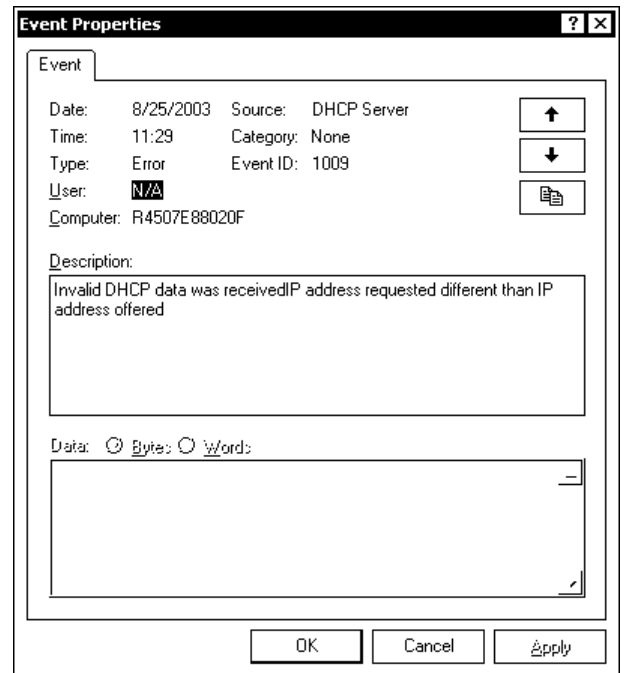 Event Properties
Event
Date: 8/25/2003 Source: DHCP Server
Time: 11:29 Category: None
Type: Error Event ID: 1009
User: N/A
Computer: R4507E88020F
Description:
Invalid DHCP data was receivedIP address requested different than IP
address offered
Data: Bytes Words
OK Cancel Apply